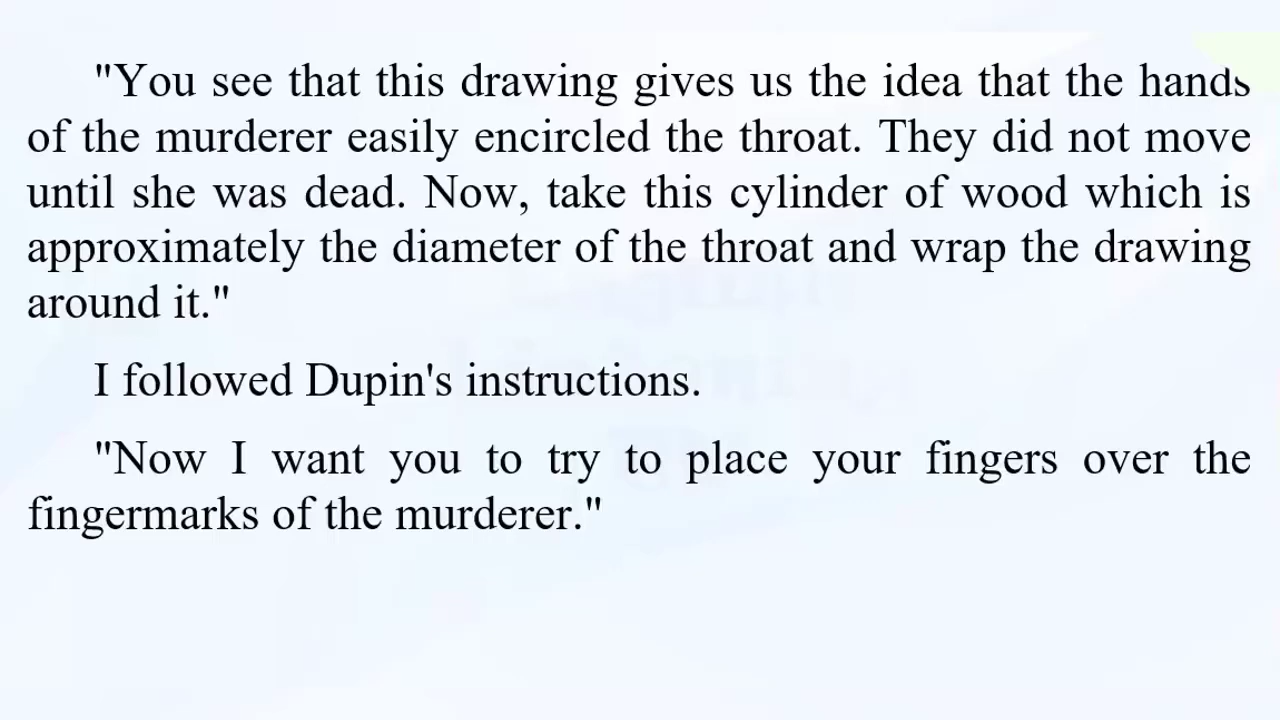 "You see that this drawing gives us the idea that the hands
of the murderer easily encircled the throat. They did not move
until she was dead. Now, take this cylinder of wood which is
approximately the diameter of the throat and wrap the drawing
around it."
I followed Dupin's instructions.
"Now I want you to try to place your fingers over the
fingermarks of the murderer."